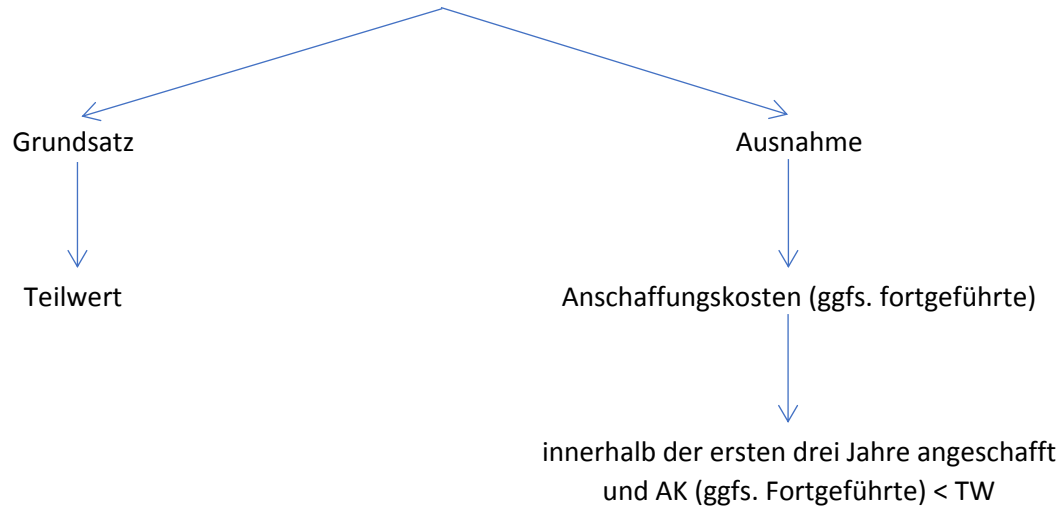 Grundsatz
Ausnahme
Teilwert
Anschaffungskosten (ggfs. fortgeführte)
innerhalb der ersten drei Jahre angeschafft
und AK (ggfs. Fortgeführte) < TW